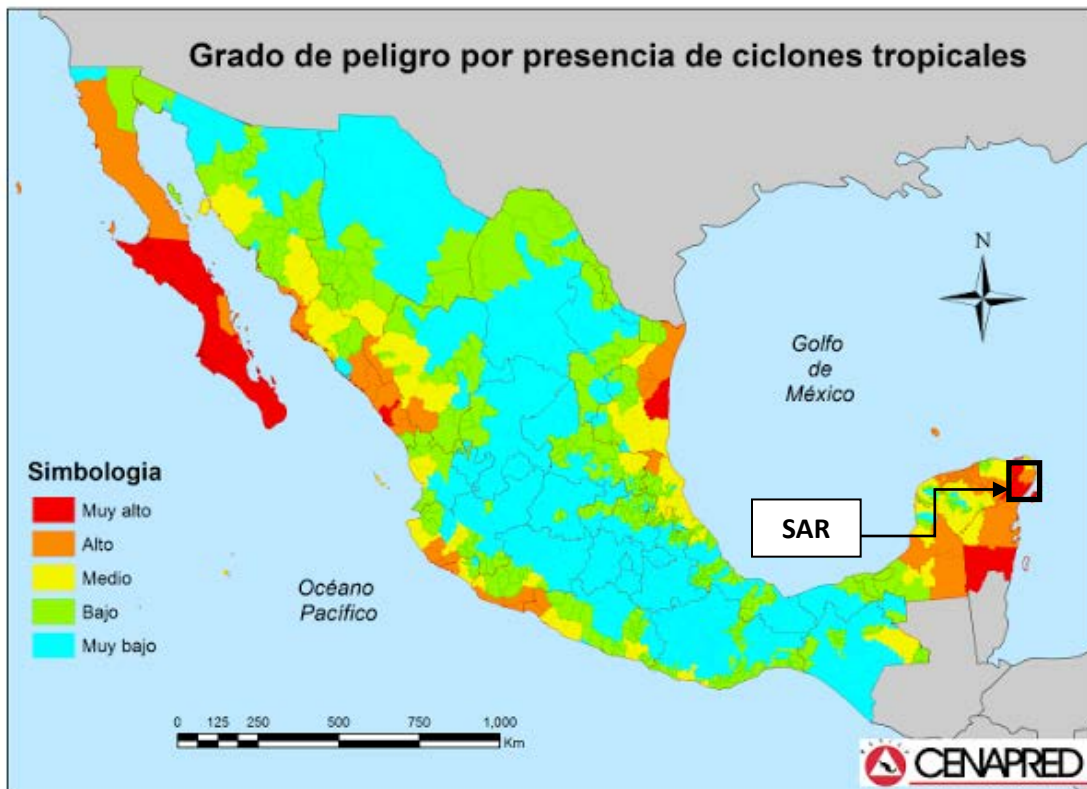 Grado de peligro por presencia de ciclones tropicales
N
Golfo
de
México
SAR
Simbologia
Muy alto
Alto
Medio
Bajo
Muy bajo
Océano
Pacífico
0 125 250 500 750 1,000
Km
CENAPRED